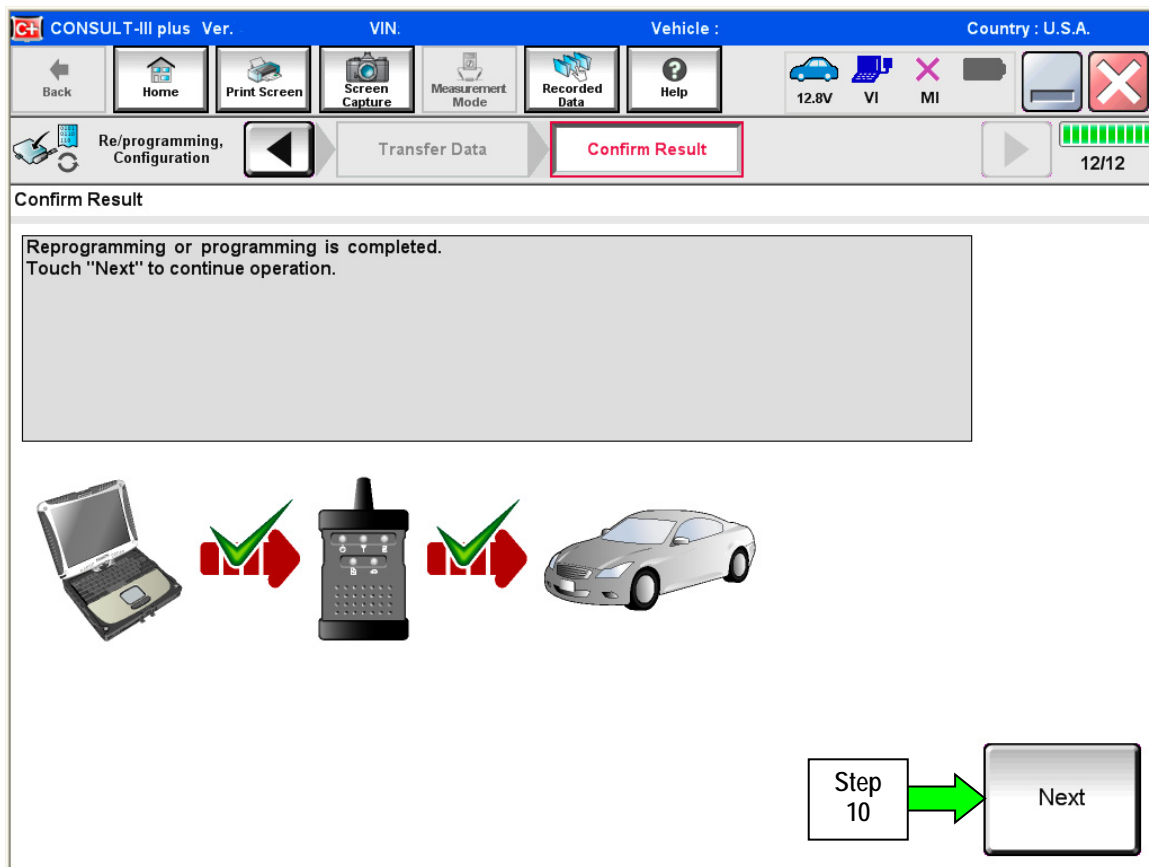 C+ CONSULT-III plus Ver. VIN: Vehicle : Country : U.S.A.
Back
Home
Print Screen
Screen
Capture
Measurement
Mode
Recorded
Data
Help
12.8V
VI
MI
Re/programming,
Configuration
Transfer Data
Confirm Result
12/12
Confirm Result
Reprogramming or programming is completed.
Touch "Next" to continue operation.
Step
10
Next